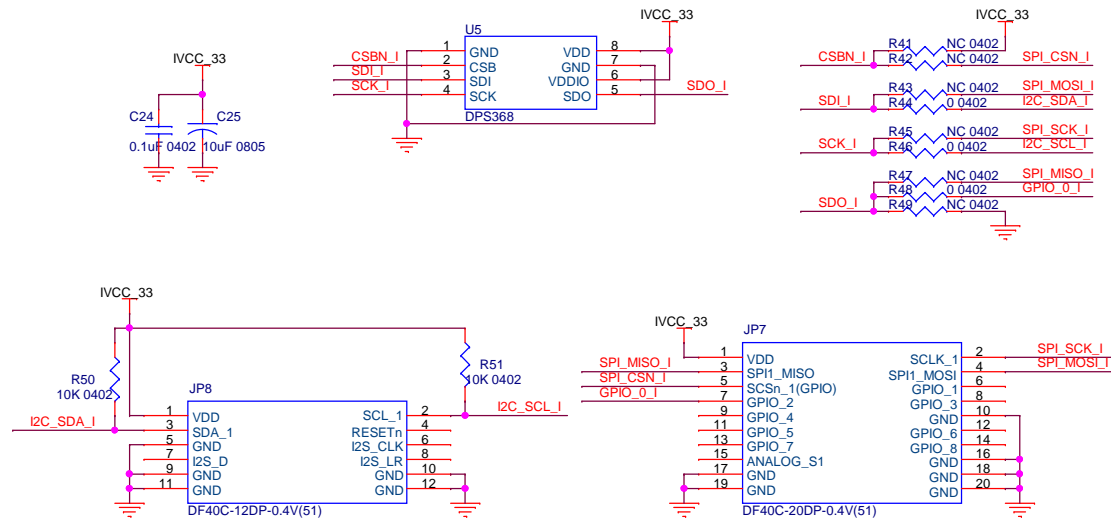 IVCC_33
C24
C25
0.1uF 0402
10uF 0805
U5
IVCC_33
CSBN_I
SDI_I
SCK_I
1 GND
2 CSB
3 SDI
4 SCK
VDD 8
GND 7
VDDIO 6
SDO 5
SDO_I
DPS368
IVCC_33
R41 NC 0402
CSBN_I R42 NC 0402 SPI_CSN_I
R43 NC 0402 SPI_MOSI_I
SDI_I R44 0 0402 I2C_SDA_I
R45 NC 0402 SPI_SCK_I
SCK_I R46 0 0402 I2C_SCL_I
R47 NC 0402 SPI_MISO_I
R48 0 0402 GPIO_0_I
SDO_I R49 NC 0402
IVCC_33
R50
10K 0402
R51
10K 0402
JP8
I2C_SDA_I
I2C_SCL_I
1 VDD
3 SDA_1
5 GND
7 I2S_D
9 GND
11 GND
SCL_1 2
RESETn 4
I2S_CLK 6
I2S_LR 8
GND 10
GND 12
DF40C-12DP-0.4V(51)
IVCC_33
JP7
SPI_MISO_I
SPI_CSN_I
GPIO_0_I
1 VDD
3 SPI1_MISO
5 SCSn_1(GPIO)
7 GPIO_2
9 GPIO_4
11 GPIO_5
13 GPIO_7
15 ANALOG_S1
17 GND
19 GND
SCLK_1 2 SPI_SCK_I
SPI1_MOSI 4 SPI_MOSI_I
GPIO_1 6
GPIO_3 8
GND 10
GPIO_6 12
GPIO_8 14
GND 16
GND 18
GND 20
DF40C-20DP-0.4V(51)